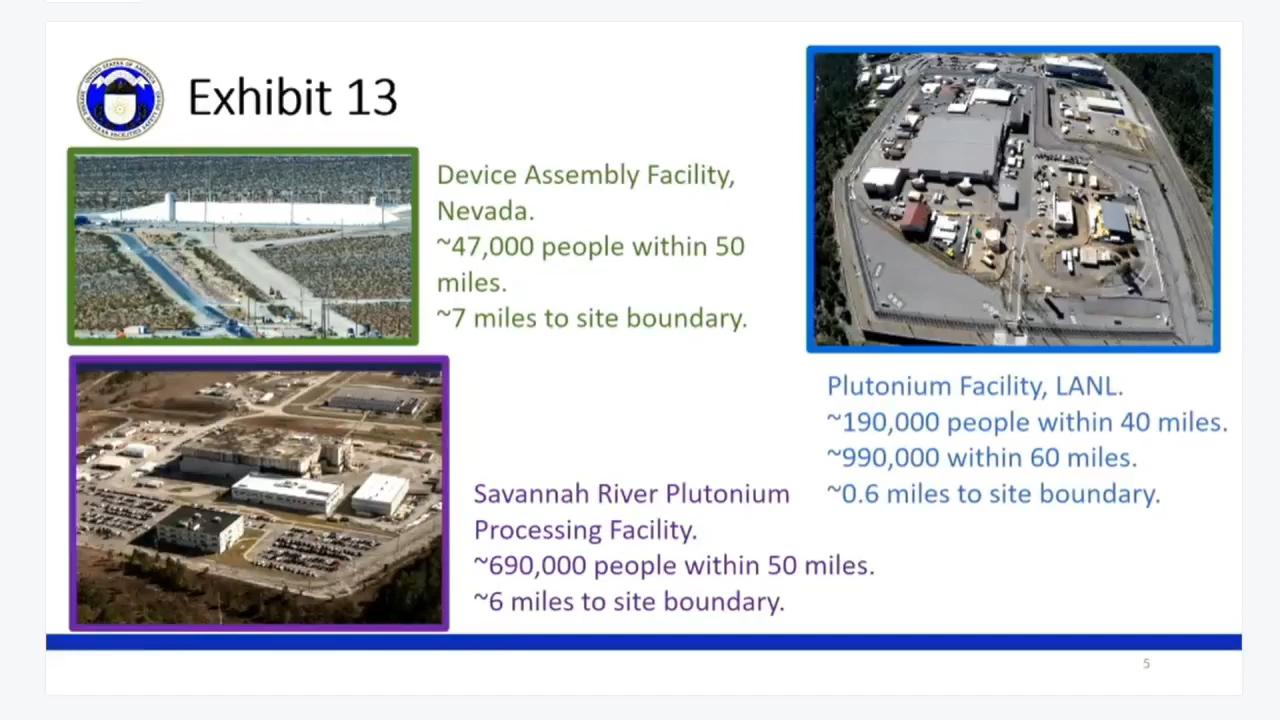 Exhibit 13
Device Assembly Facility,
Nevada.
~47,000 people within 50
miles.
~7 miles to site boundary.
Plutonium Facility, LANL.
~190,000 people within 40 miles.
~990,000 within 60 miles.
~0.6 miles to site boundary.
Savannah River Plutonium
Processing Facility.
~690,000 people within 50 miles.
~6 miles to site boundary.
5